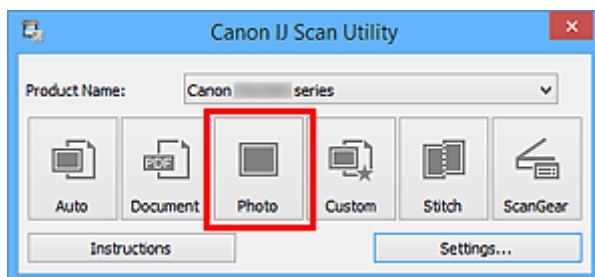 Canon IJ Scan Utility
Product Name: Canon series
Auto Document Photo Custom Stitch ScanGear
PDF
Instructions Settings...